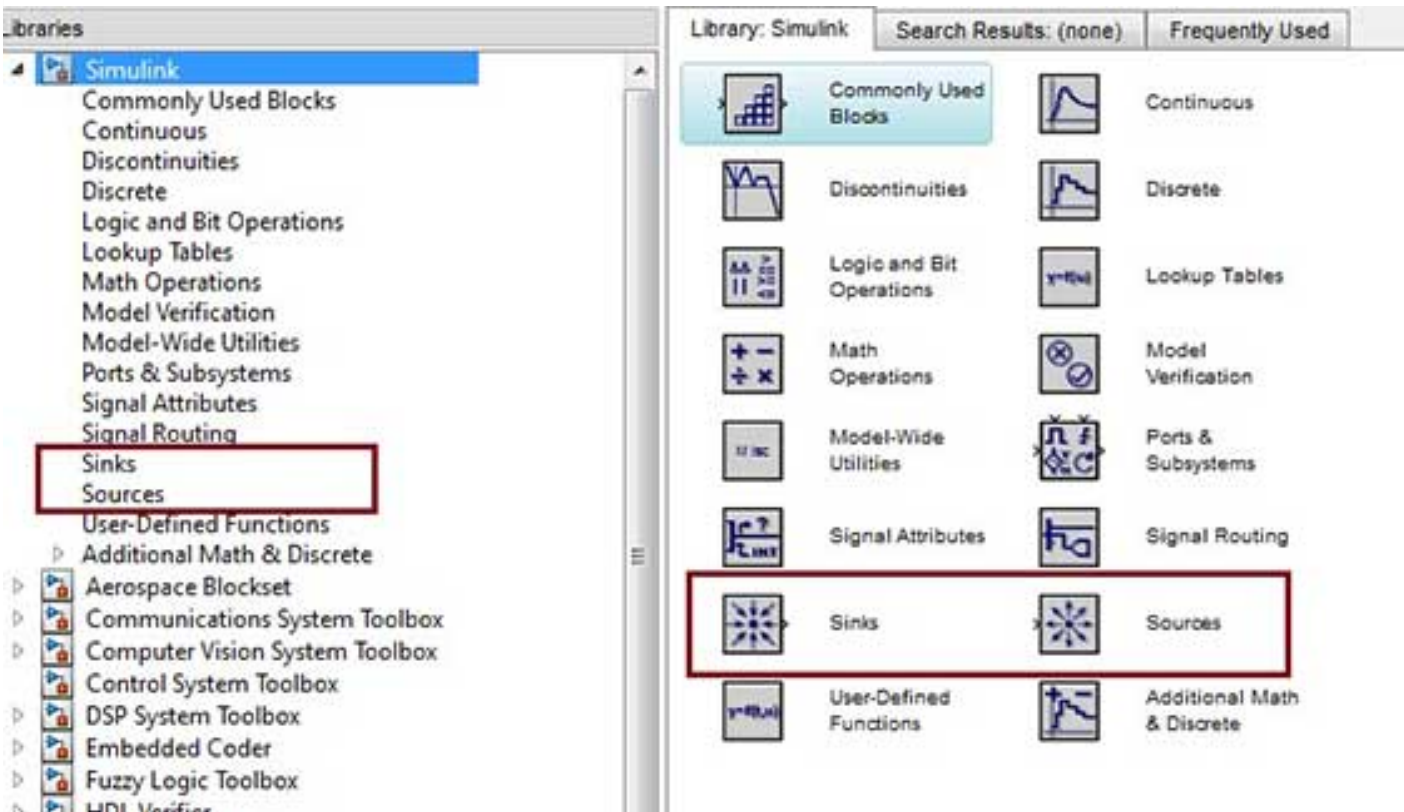 Libraries
Simulink
Commonly Used Blocks
Continuous
Discontinuities
Discrete
Logic and Bit Operations
Lookup Tables
Math Operations
Model Verification
Model-Wide Utilities
Ports & Subsystems
Signal Attributes
Signal Routing
Sinks
Sources
User-Defined Functions
Additional Math & Discrete
Aerospace Blockset
Communications System Toolbox
Computer Vision System Toolbox
Control System Toolbox
DSP System Toolbox
Embedded Coder
Fuzzy Logic Toolbox
HDL Verifier
Library: Simulink Search Results: (none) Frequently Used
Commonly Used
Blocks
Continuous
Discontinuities
Discrete
Logic and Bit
Operations
y=f(u)
Lookup Tables
Math
Operations
Model
Verification
Model-Wide
Utilities
Ports &
Subsystems
INT
Signal Attributes
Signal Routing
Sinks
Sources
y=f(t,u)
User-Defined
Functions
Additional Math
& Discrete